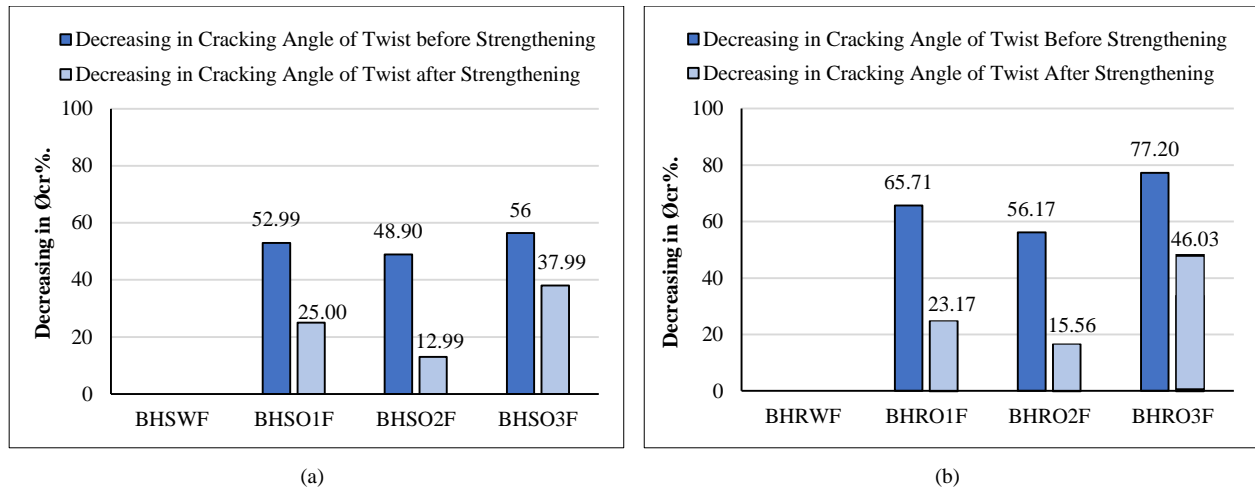 Decreasing in Cracking Angle of Twist before Strengthening
Decreasing in Cracking Angle of Twist after Strengthening
Decreasing in Øcr%.
100
80
60
40
20
0
52.99
25.00
48.90
12.99
56
37.99
BHSWF
BHSO1F
BHSO2F
BHSO3F
(a)
Decreasing in Cracking Angle of Twist Before Strengthening
Decreasing in Cracking Angle of Twist After Strengthening
Decreasing in Øcr%.
100
80
60
40
20
0
65.71
23.17
56.17
15.56
77.20
46.03
BHRWF
BHRO1F
BHRO2F
BHRO3F
(b)